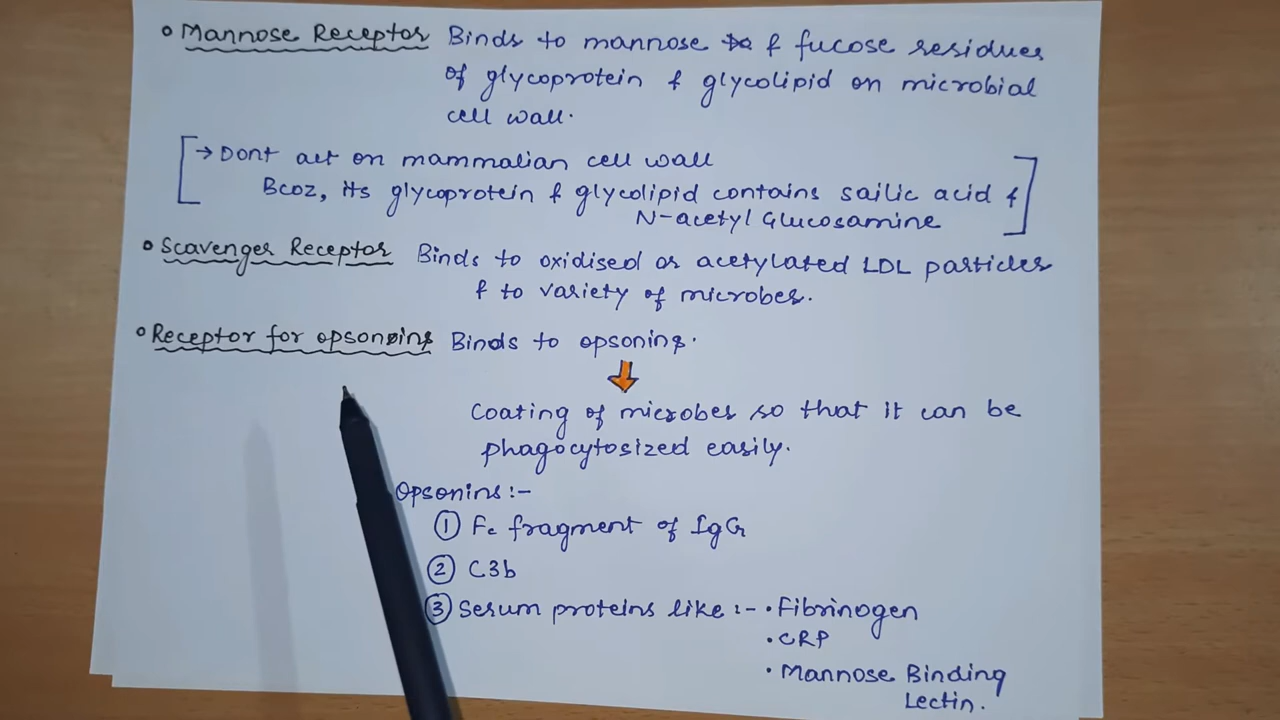 Mannose Receptor Binds to mannose & fucose residues
of glycoprotein & glycolipid on microbial
cell wall.
→ Dont act on mammalian cell wall
Bcoz, its glycoprotein & glycolipid contains sailic acid &
N-acetyl Glucosamine
Scavenger Receptor Binds to oxidised or acetylated LDL particles
& to variety of microbes.
Receptor for opsonins Binds to opsonins.
Coating of microbes so that it can be
phagocytosized easily.
Opsonins:-
① Fc fragment of IgG
② C3b
③ Serum proteins like :- • Fibrinogen
• CRP
• Mannose Binding
Lectin.